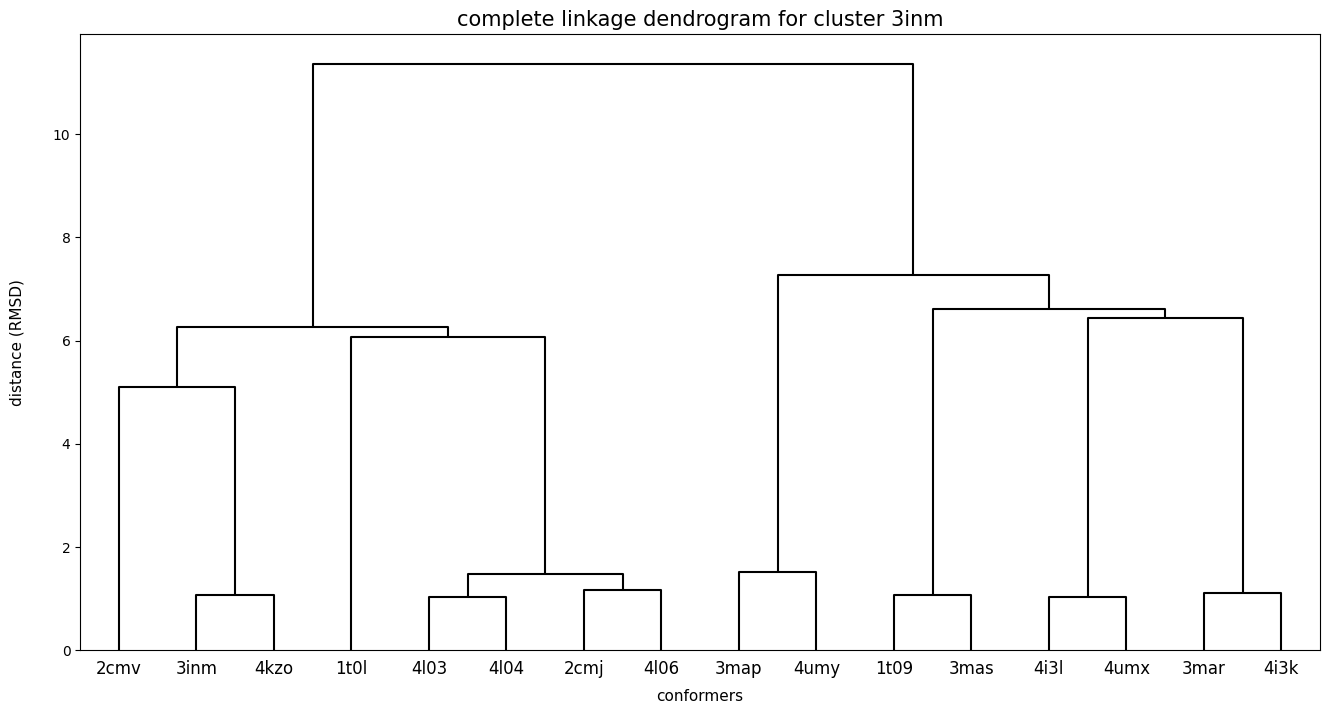 complete linkage dendrogram for cluster 3inm
distance (RMSD)
10
8
6
4
2
0
2cmv 3inm 4kzo 1t0l 4l03 4l04 2cmj 4l06 3map 4umy 1t09 3mas 4i3l 4umx 3mar 4i3k
conformers